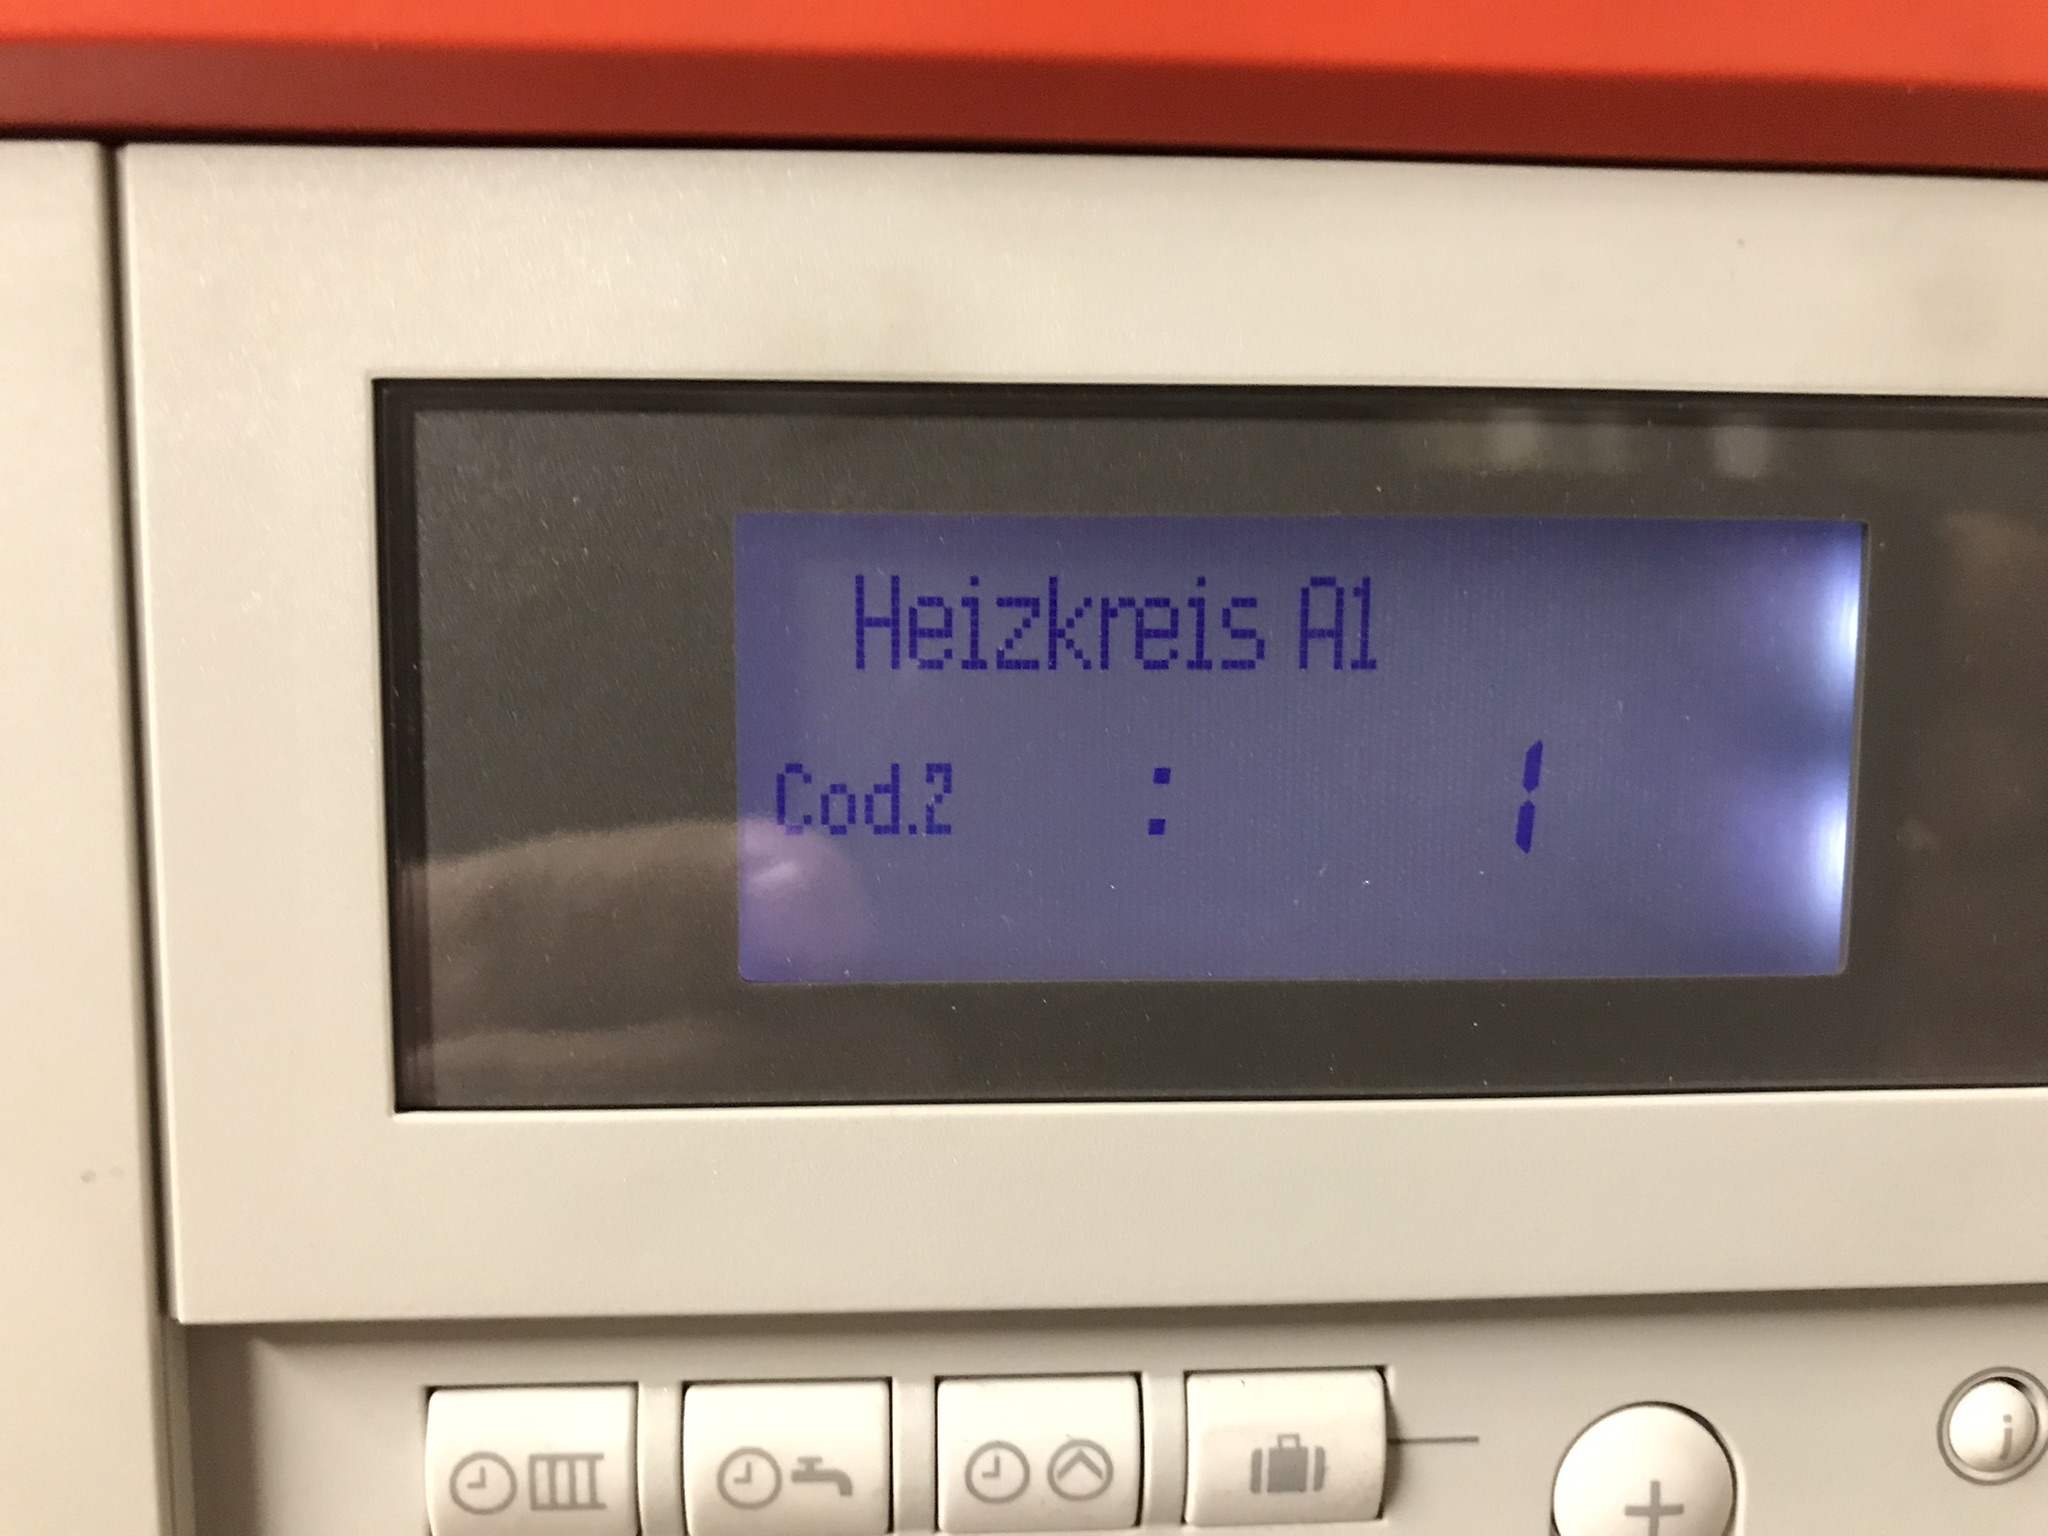 Heizkreis A1
Cod.2 : 1
+
i